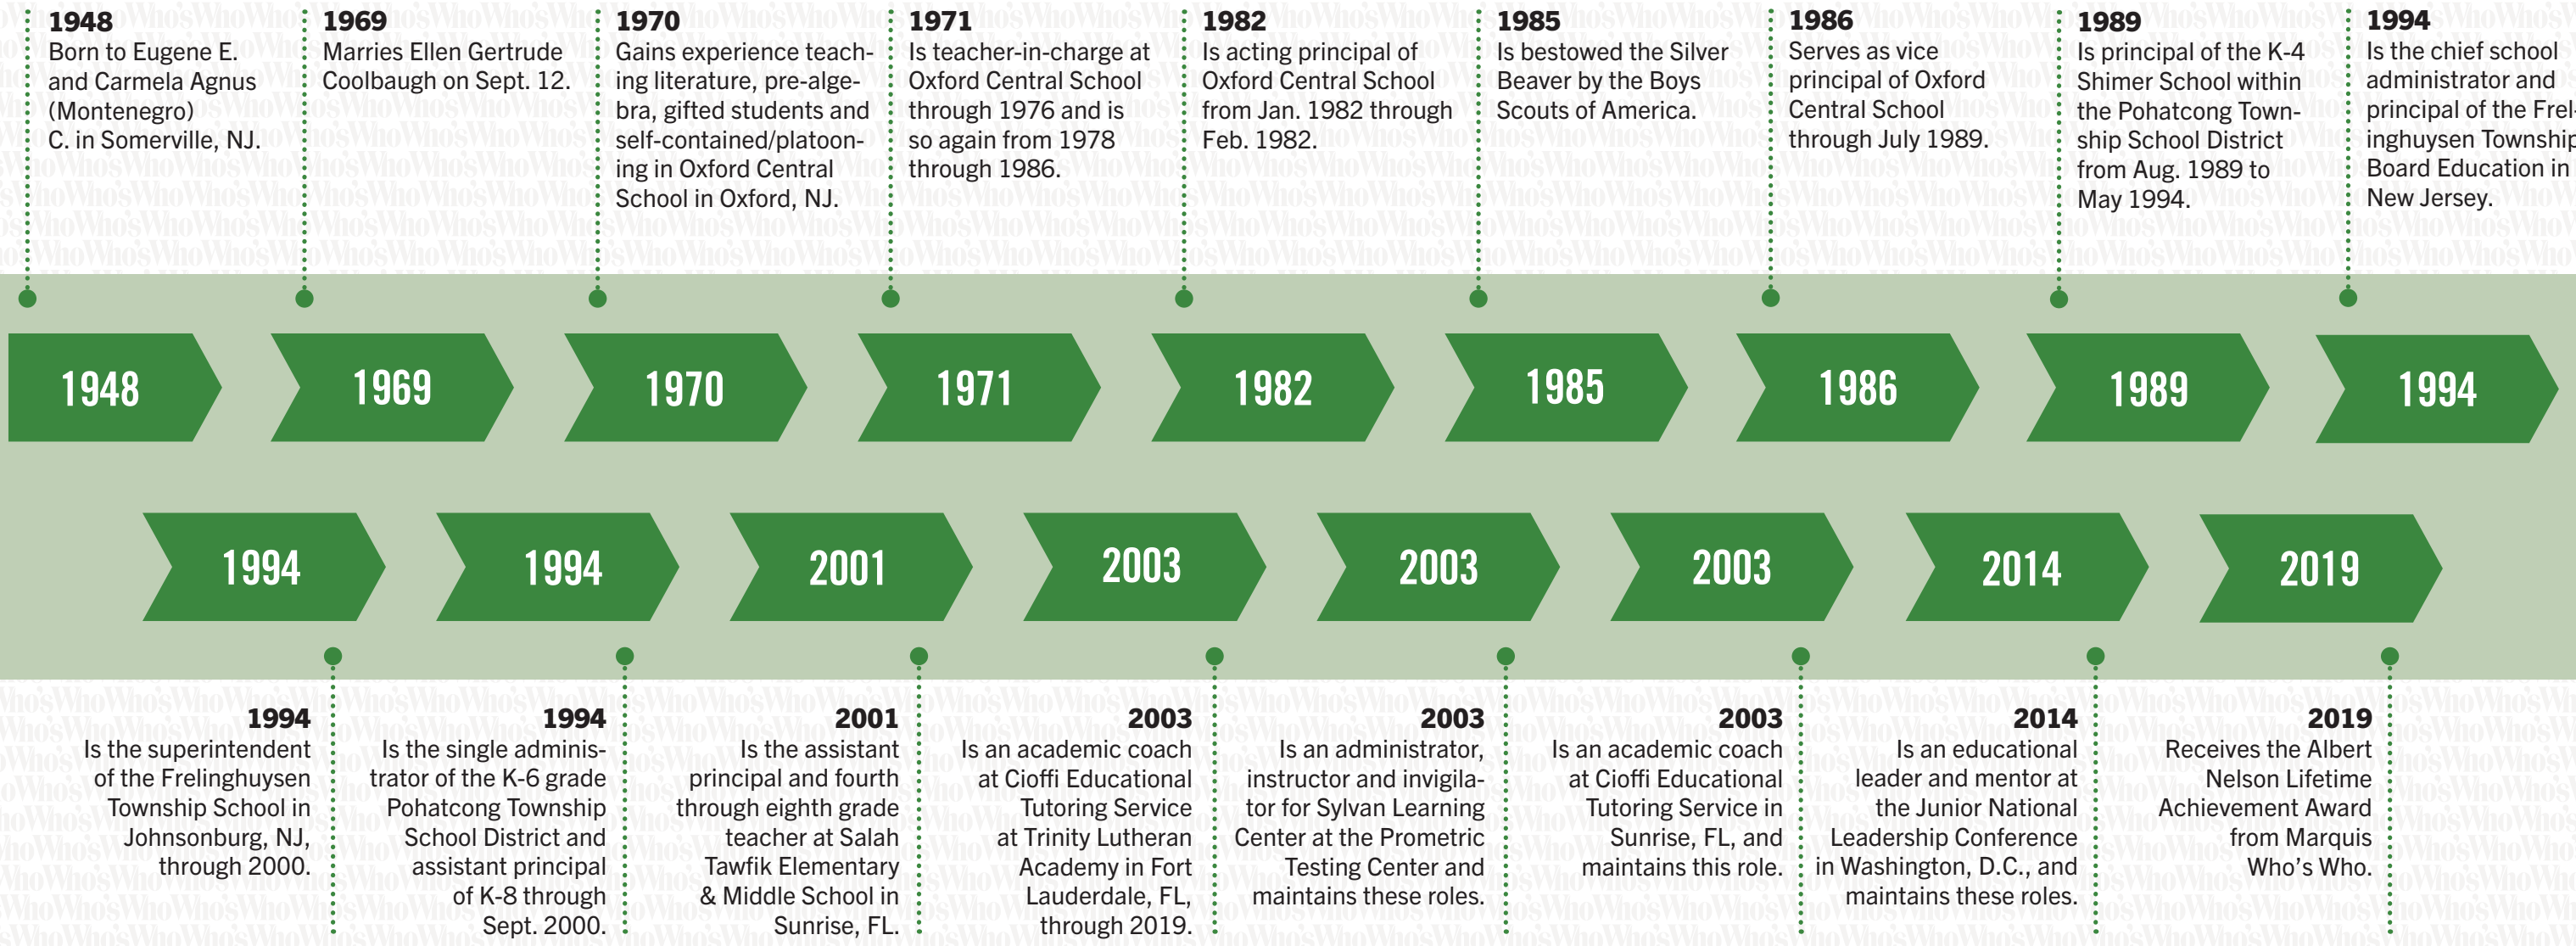 1948
Born to Eugene E.
and Carmela Agnus
(Montenegro)
C. in Somerville, NJ.
1969
Marries Ellen Gertrude
Coolbaugh on Sept. 12.
1970
Gains experience teach-
ing literature, pre-alge-
bra, gifted students and
self-contained/platoon-
ing in Oxford Central
School in Oxford, NJ.
1971
Is teacher-in-charge at
Oxford Central School
through 1976 and is
so again from 1978
through 1986.
1982
Is acting principal of
Oxford Central School
from Jan. 1982 through
Feb. 1982.
1985
Is bestowed the Silver
Beaver by the Boys
Scouts of America.
1986
Serves as vice
principal of Oxford
Central School
through July 1989.
1989
Is principal of the K-4
Shimer School within
the Pohatcong Town-
ship School District
from Aug. 1989 to
May 1994.
1994
Is the chief school
administrator and
principal of the Frel-
inghuysen Township
Board Education in
New Jersey.
1948
1969
1970
1971
1982
1985
1986
1989
1994
1994
1994
2001
2003
2003
2003
2014
2019
1994
Is the superintendent
of the Frelinghuysen
Township School in
Johnsonburg, NJ,
through 2000.
1994
Is the single adminis-
trator of the K-6 grade
Pohatcong Township
School District and
assistant principal
of K-8 through
Sept. 2000.
2001
Is the assistant
principal and fourth
through eighth grade
teacher at Salah
Tawfik Elementary
& Middle School in
Sunrise, FL.
2003
Is an academic coach
at Cioffi Educational
Tutoring Service
at Trinity Lutheran
Academy in Fort
Lauderdale, FL,
through 2019.
2003
Is an administrator,
instructor and invigila-
tor for Sylvan Learning
Center at the Prometric
Testing Center and
maintains these roles.
2003
Is an academic coach
at Cioffi Educational
Tutoring Service in
Sunrise, FL, and
maintains this role.
2014
Is an educational
leader and mentor at
the Junior National
Leadership Conference
in Washington, D.C., and
maintains these roles.
2019
Receives the Albert
Nelson Lifetime
Achievement Award
from Marquis
Who's Who.